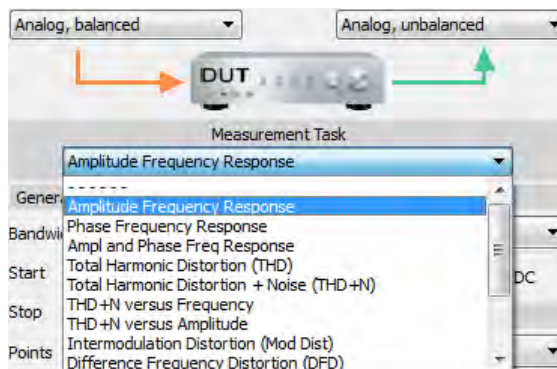 Analog, balanced
Analog, unbalanced
DUT
Measurement Task
Amplitude Frequency Response
------
Amplitude Frequency Response
Phase Frequency Response
Ampl and Phase Freq Response
Total Harmonic Distortion (THD)
Total Harmonic Distortion + Noise (THD+N)
THD+N versus Frequency
THD+N versus Amplitude
Intermodulation Distortion (Mod Dist)
Difference Frequency Distortion (DFD)
Start
DC
Stop
Points